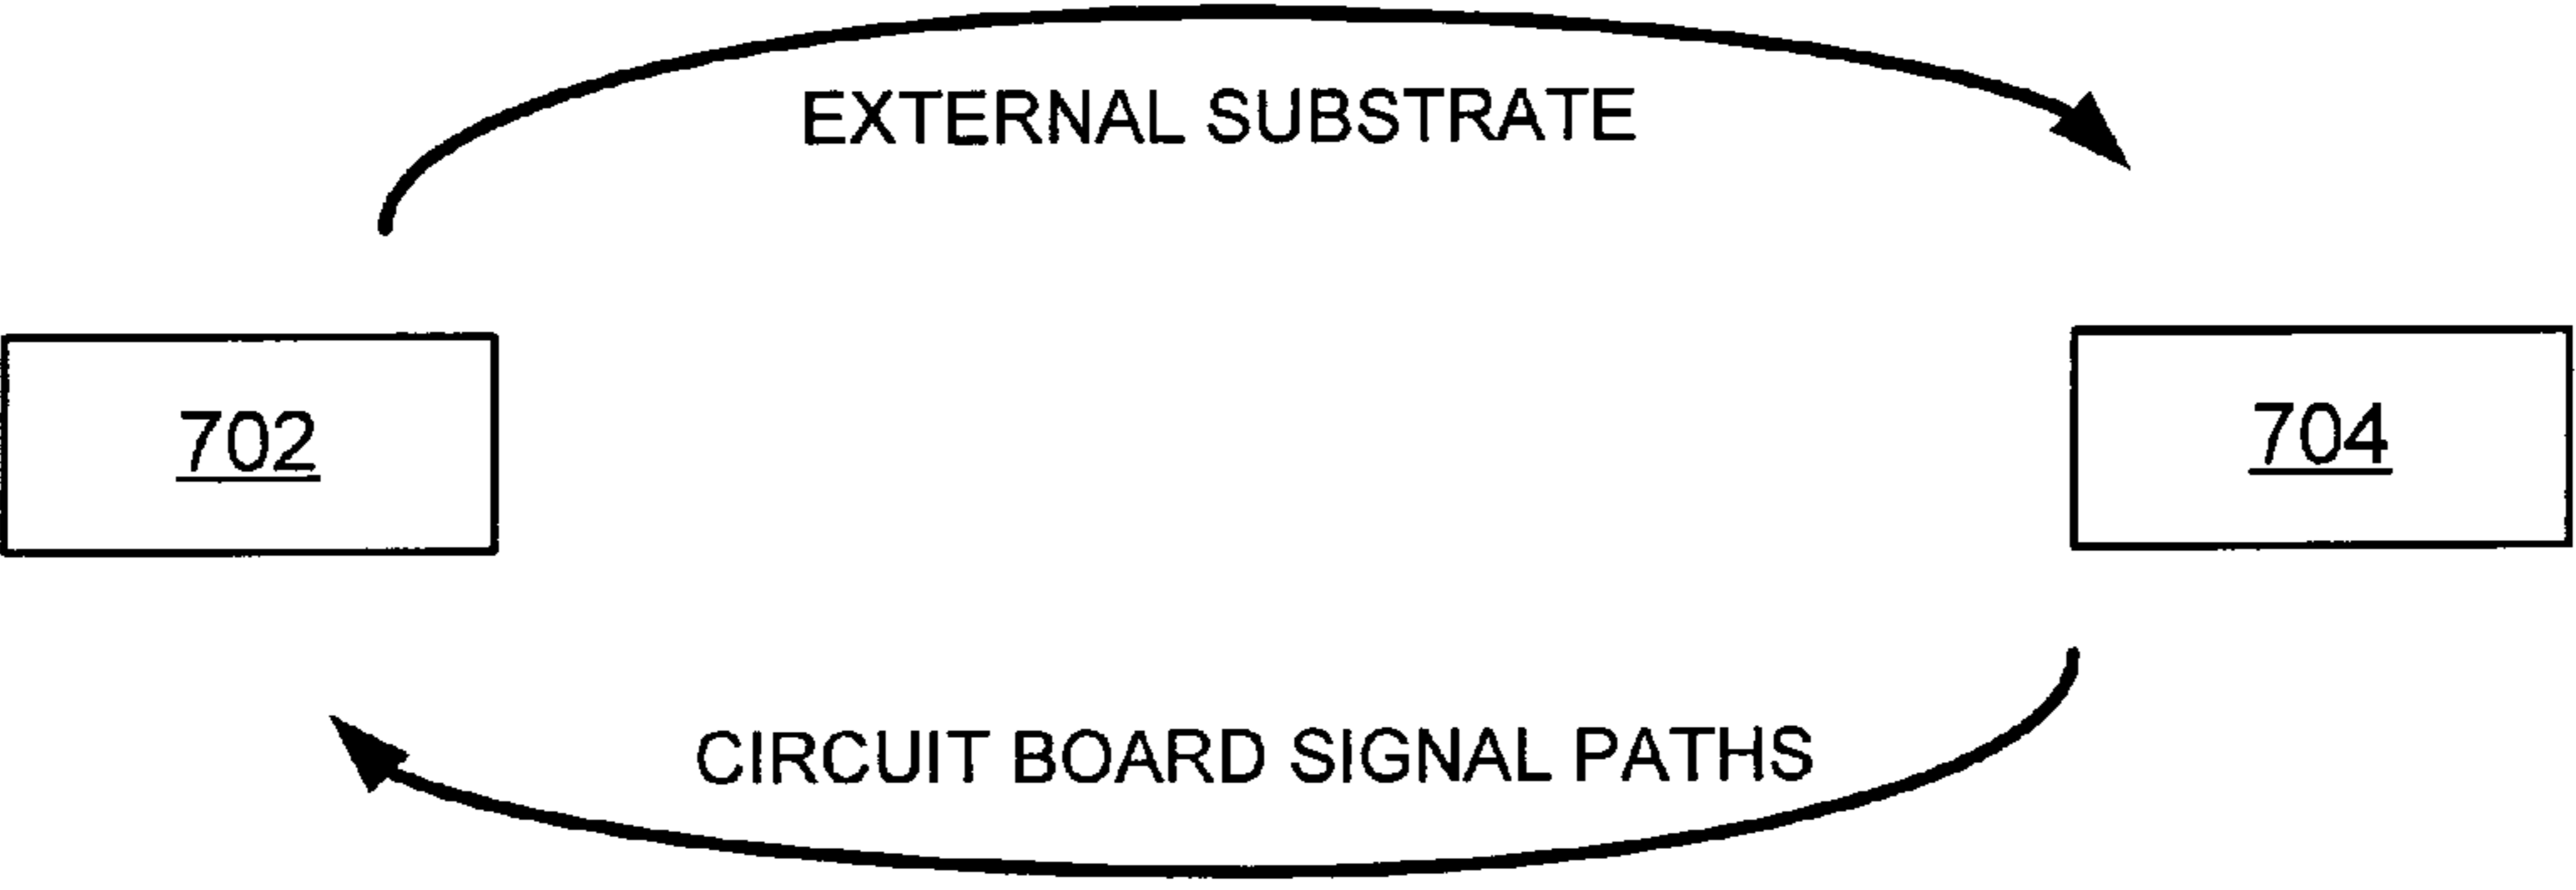 EXTERNAL SUBSTRATE
702
704
CIRCUIT BOARD SIGNAL PATHS